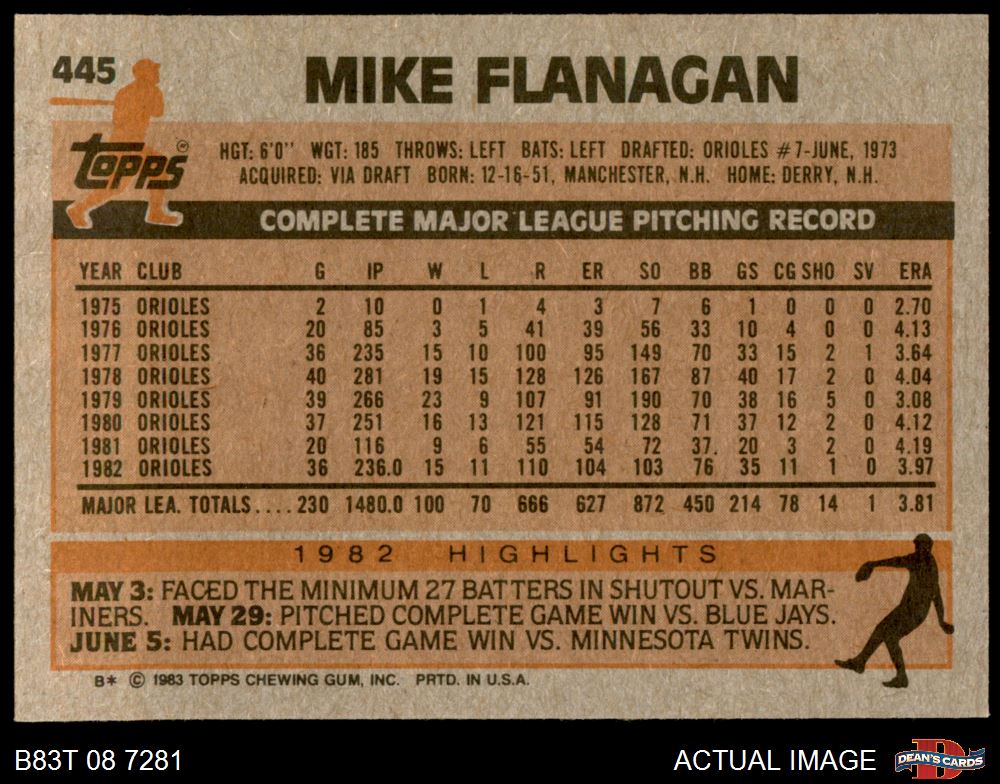 445
MIKE FLANAGAN
TOPPS ®
HGT: 6'0" WGT: 185 THROWS: LEFT BATS: LEFT DRAFTED: ORIOLES #7-JUNE, 1973
ACQUIRED: VIA DRAFT BORN: 12-16-51, MANCHESTER, N.H. HOME: DERRY, N.H.
COMPLETE MAJOR LEAGUE PITCHING RECORD
YEAR CLUB G IP W L R ER SO BB GS CG SHO SV ERA
1975 ORIOLES 2 10 0 1 4 3 7 6 1 0 0 0 2.70
1976 ORIOLES 20 85 3 5 41 39 56 33 10 4 0 0 4.13
1977 ORIOLES 36 235 15 10 100 95 149 70 33 15 2 1 3.64
1978 ORIOLES 40 281 19 15 128 126 167 87 40 17 2 0 4.04
1979 ORIOLES 39 266 23 9 107 91 190 70 38 16 5 0 3.08
1980 ORIOLES 37 251 16 13 121 115 128 71 37 12 2 0 4.12
1981 ORIOLES 20 116 9 6 55 54 72 37. 20 3 2 0 4.19
1982 ORIOLES 36 236.0 15 11 110 104 103 76 35 11 1 0 3.97
MAJOR LEA. TOTALS.... 230 1480.0 100 70 666 627 872 450 214 78 14 1 3.81
1982 HIGHLIGHTS
MAY 3: FACED THE MINIMUM 27 BATTERS IN SHUTOUT VS. MAR-
INERS. MAY 29: PITCHED COMPLETE GAME WIN VS. BLUE JAYS.
JUNE 5: HAD COMPLETE GAME WIN VS. MINNESOTA TWINS.
B* © 1983 TOPPS CHEWING GUM, INC. PRTD. IN U.S.A.
B83T 08 7281
ACTUAL IMAGE
D
DEAN'S CARDS